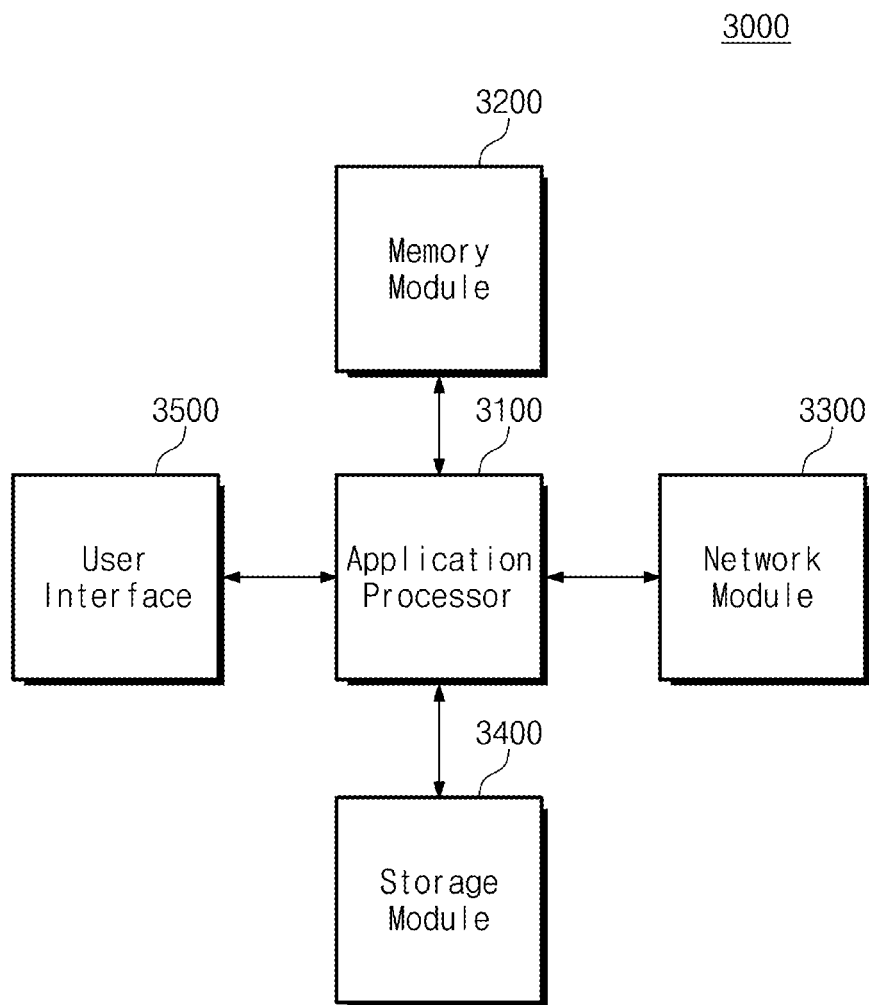 3000
3200
Memory
Module
3500
3100
3300
User
Interface
Application
Processor
Network
Module
3400
Storage
Module